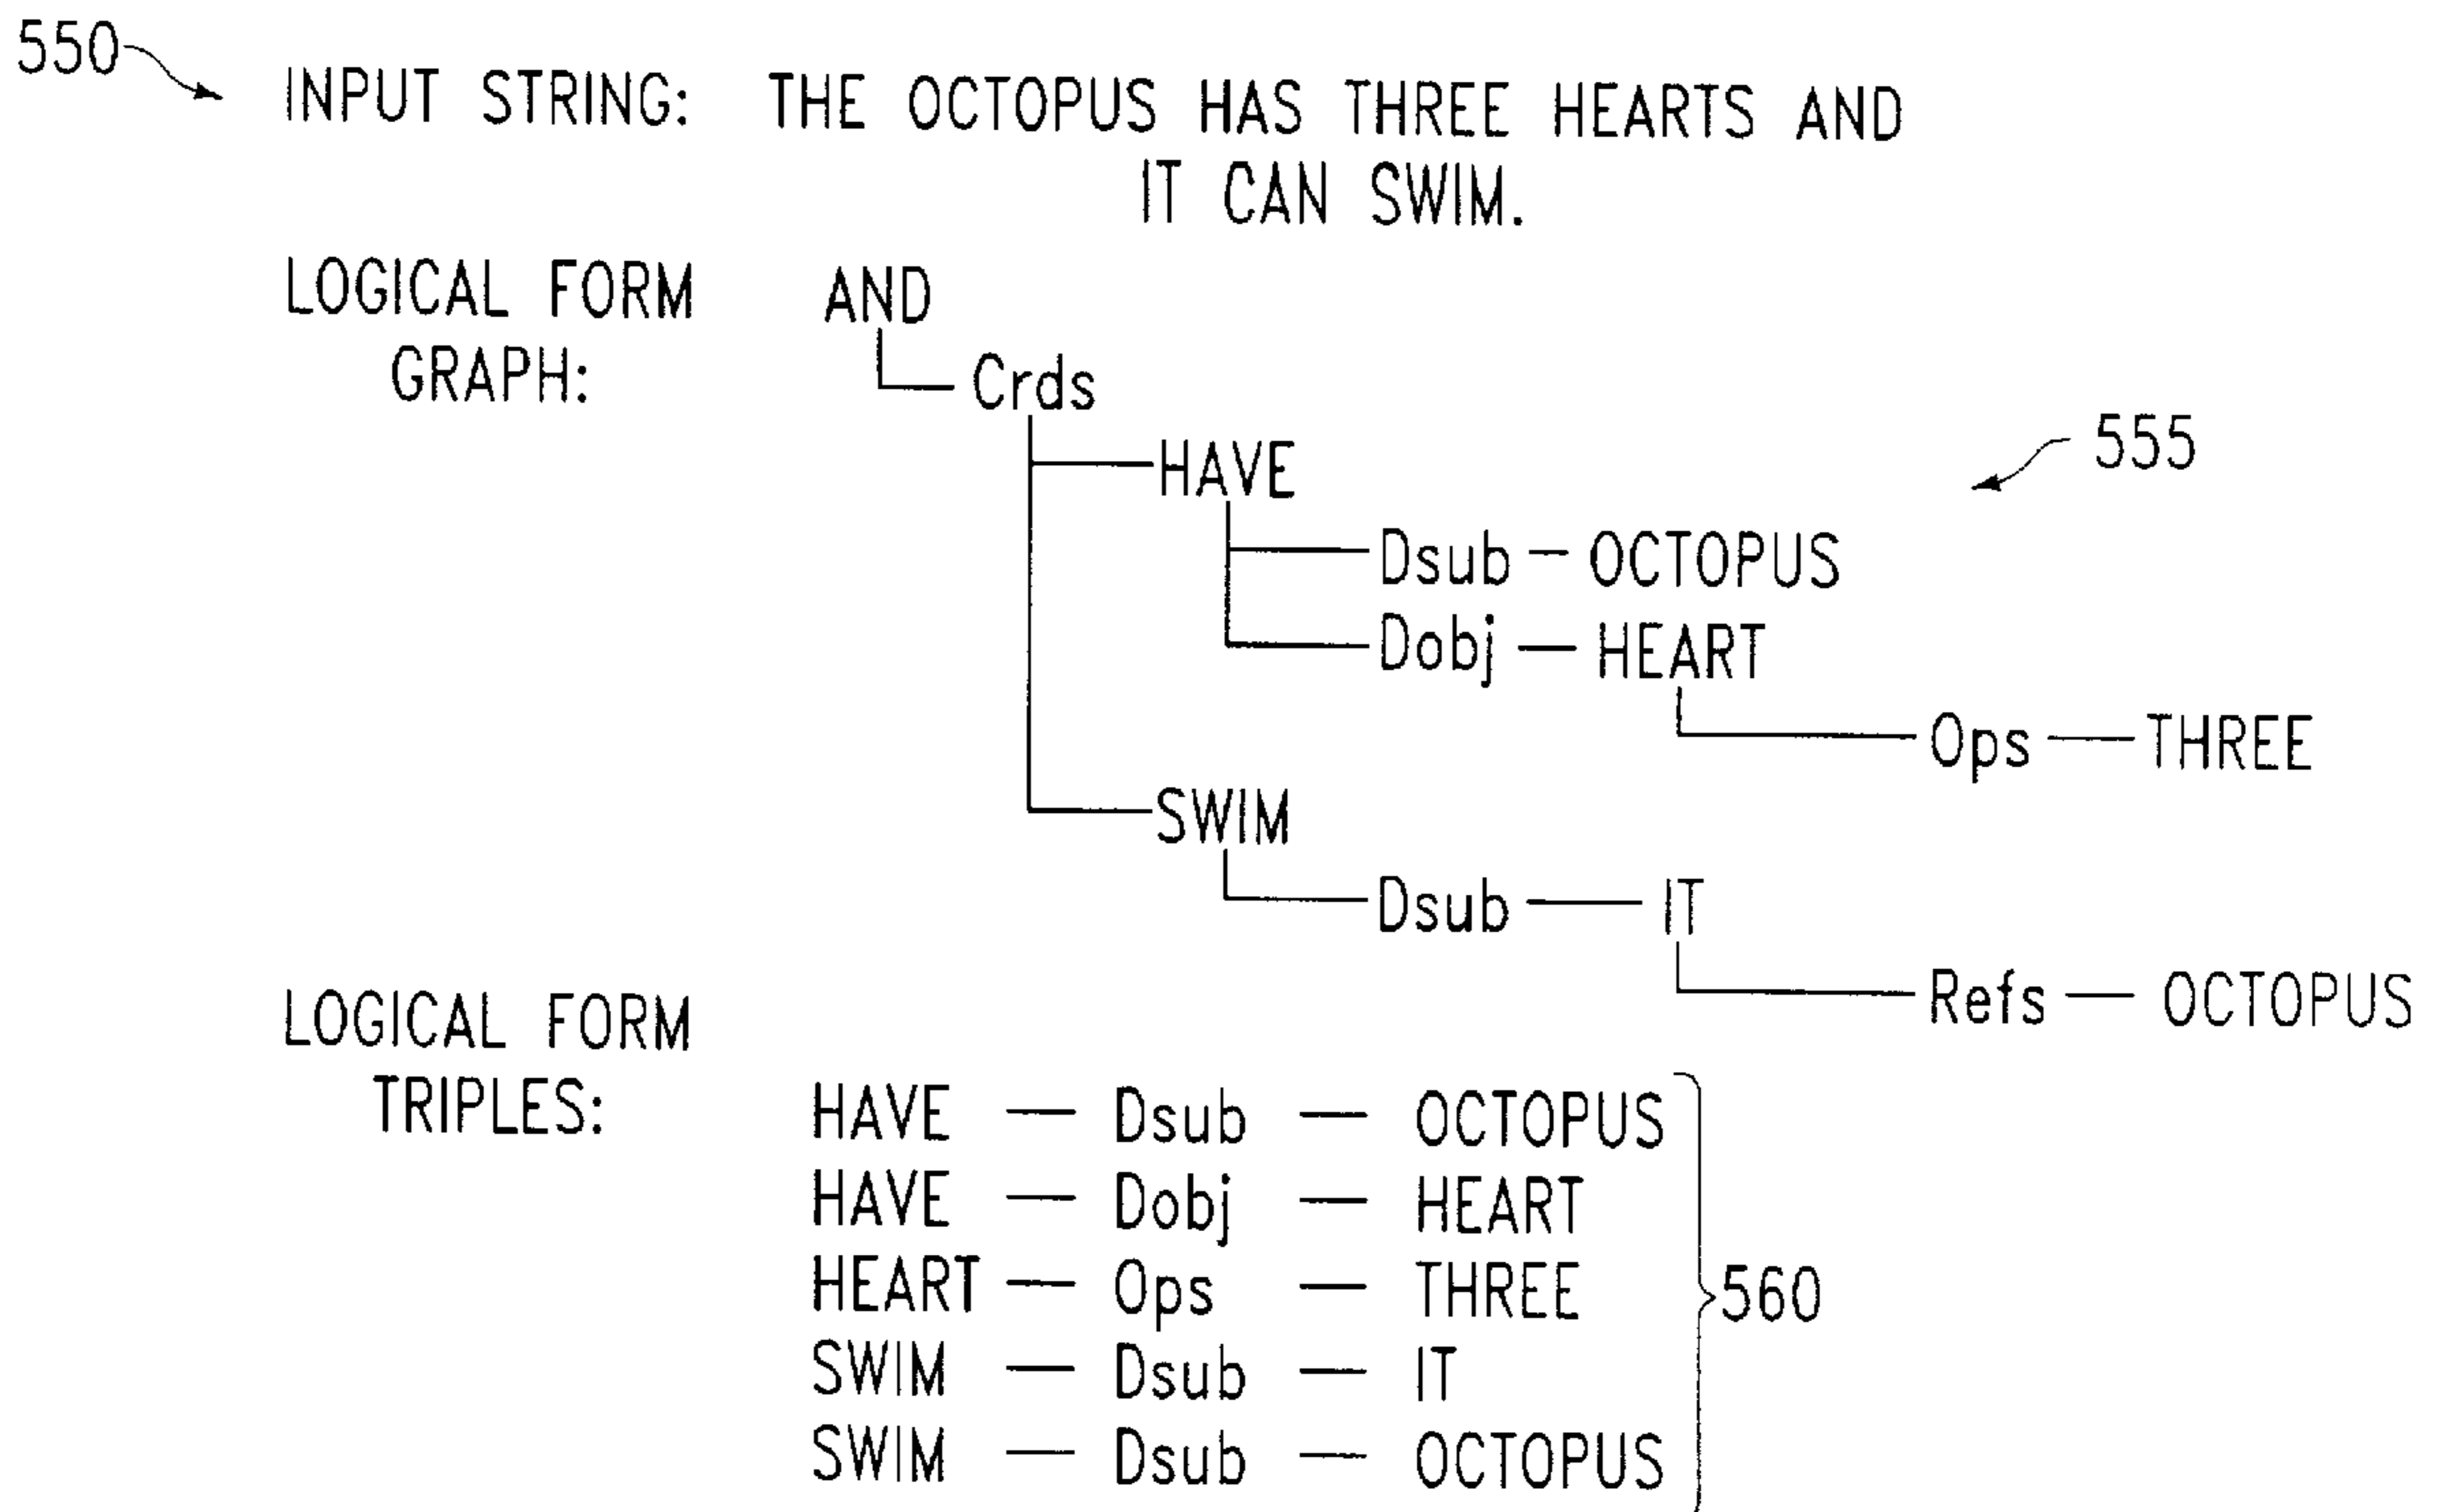 550
INPUT STRING: THE OCTOPUS HAS THREE HEARTS AND
IT CAN SWIM.
LOGICAL FORM
GRAPH:
AND
Crds
HAVE
555
Dsub — OCTOPUS
Dobj — HEART
Ops — THREE
SWIM
Dsub — IT
Refs — OCTOPUS
LOGICAL FORM
TRIPLES:
HAVE — Dsub — OCTOPUS
HAVE — Dobj — HEART
HEART — Ops — THREE
SWIM — Dsub — IT
SWIM — Dsub — OCTOPUS
560